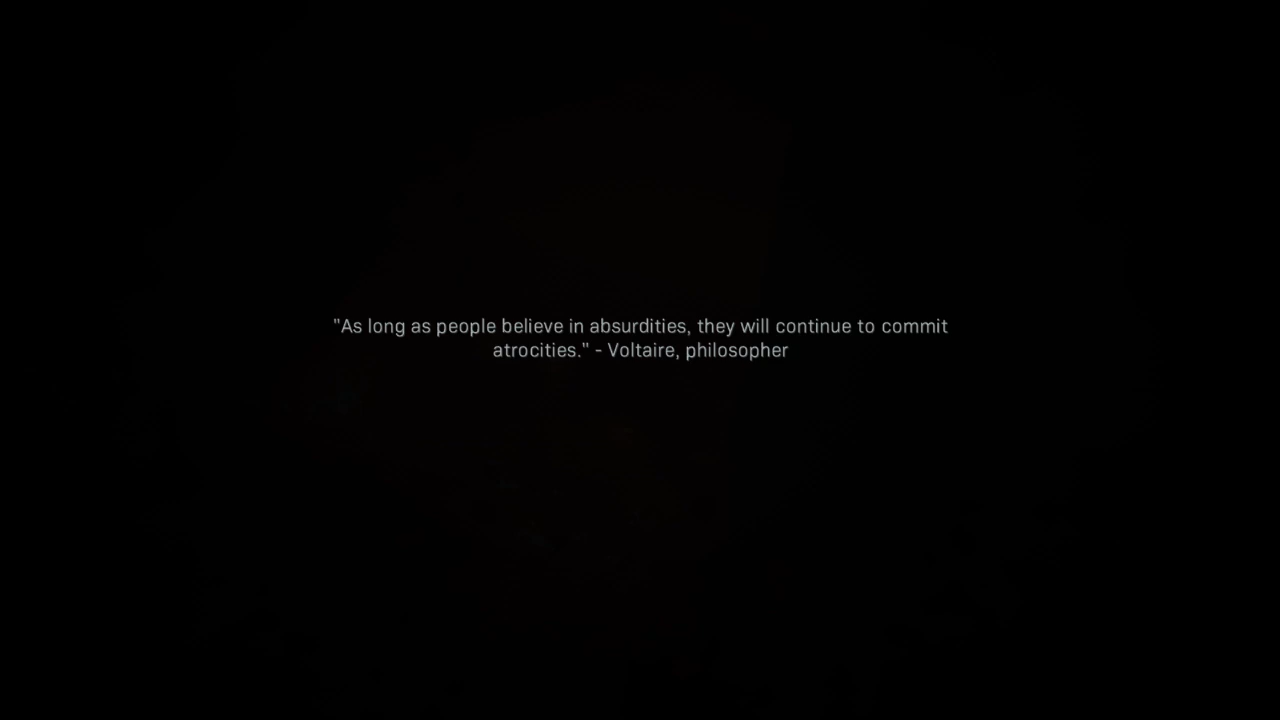 "As long as people believe in absurdities, they will continue to commit
atrocities." - Voltaire, philosopher